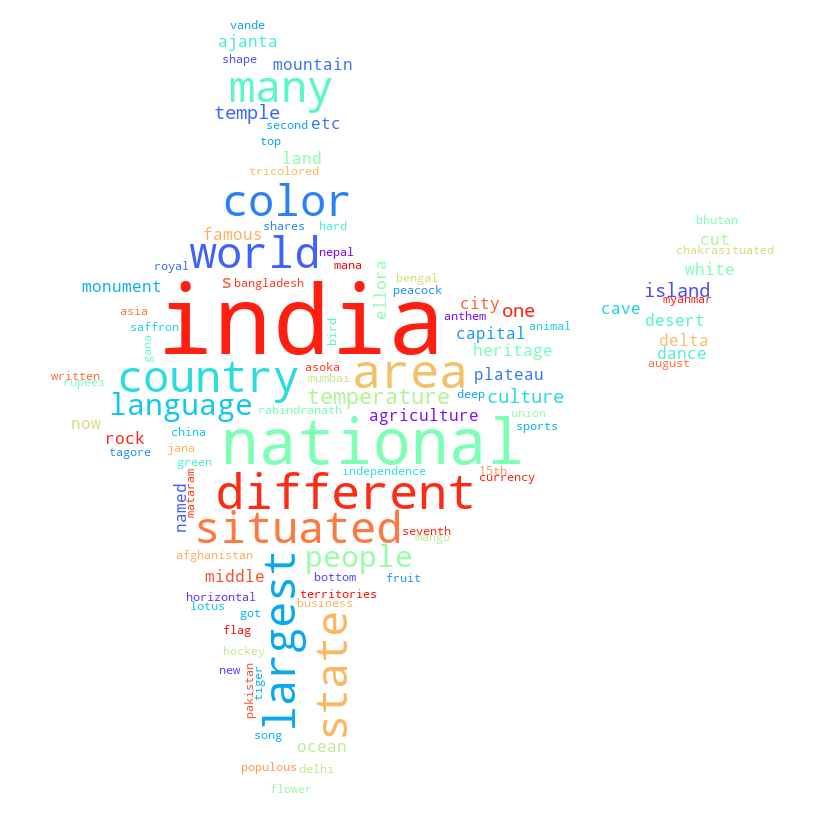 vande
ajanta
shape
mountain
many
temple
second
etc
top
land
tricolored
color
bhutan
famous
shares
hard
cut
world
nepal
chakrasituated
royal
mana
white
monument
s
bangladesh
ellora
bengal
peacock
island
myanmar
india
asia
city
one
cave
anthem
saffron
gana
bird
capital
animal
desert
delta
heritage
dance
august
written
rupees
country
asoka
mumbai
area
plateau
language
temperature
deep
culture
rabindranath
agriculture
union
now
rock
china
sports
tagore
jana
national
green
independence
15th
currency
named
mataram
different
situated
seventh
mango
afghanistan
people
middle
bottom
fruit
horizontal
lotus
territories
business
got
largest
flag
state
hockey
new
pakistan
tiger
song
ocean
populous
delhi
flower